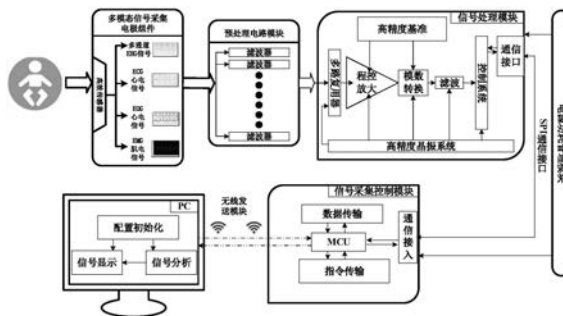 多模态信号采集
电极组件
高密传感器
多通道
EEG信号
ECG
心电
信号
EOG
心电
信号
EMG
肌电
信号
预处理电路模块
滤波器
滤波器
滤波器
信号处理模块
高精度基准
多路复用器
程控
放大
模数
转换
滤波
控制系统
通信
接口
高精度晶振系统
SPI通信接口
PC
配置初始化
信号显示
信号分析
无线发
送模块
信号采集控制模块
数据传输
MCU
指令传输
通信接入